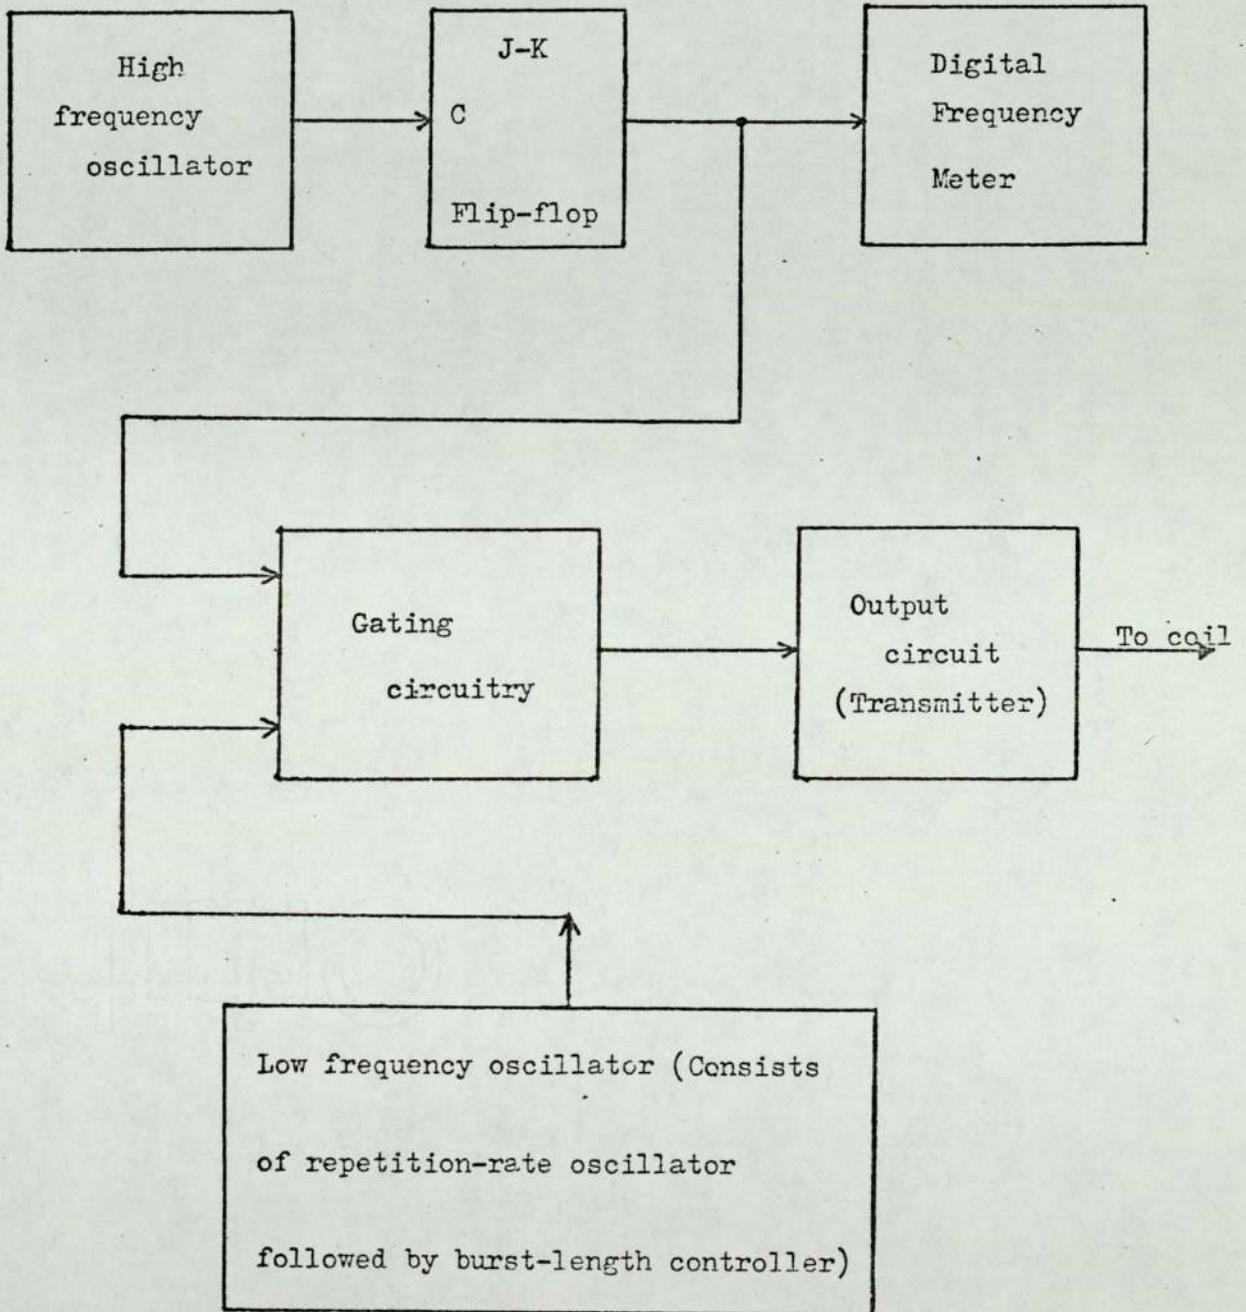 High
frequency
oscillator
J-K
C
Flip-flop
Digital
Frequency
Meter
Gating
circuitry
Output
circuit
(Transmitter)
To coil
Low frequency oscillator (Consists
of repetition-rate oscillator
followed by burst-length controller)